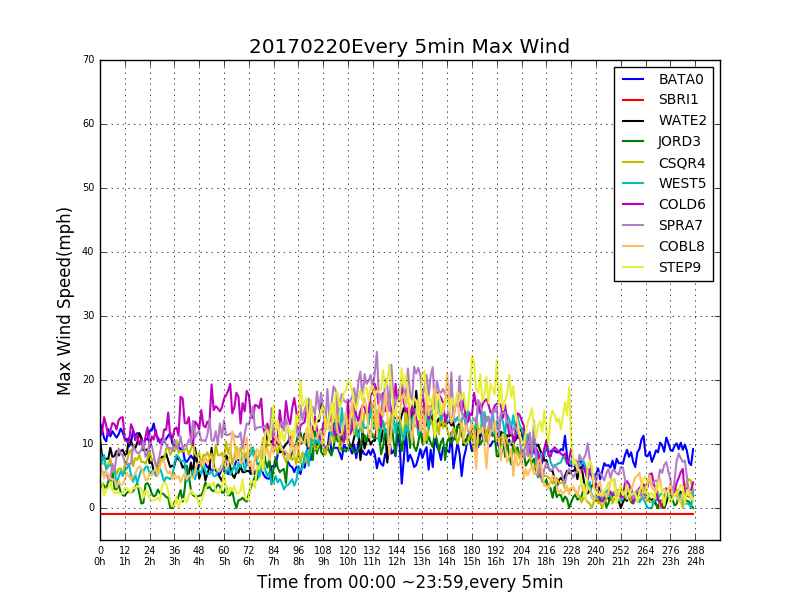 20170220Every 5min Max Wind
Max Wind Speed(mph)
70
60
50
40
30
20
10
0
BATA0
SBRI1
WATE2
JORD3
CSQR4
WEST5
COLD6
SPRA7
COBL8
STEP9
0 12 24 36 48 60 72 84 96 108 120 132 144 156 168 180 192 204 216 228 240 252 264 276 288
0h 1h 2h 3h 4h 5h 6h 7h 8h 9h 10h 11h 12h 13h 14h 15h 16h 17h 18h 19h 20h 21h 22h 23h 24h
Time from 00:00 ~23:59,every 5min